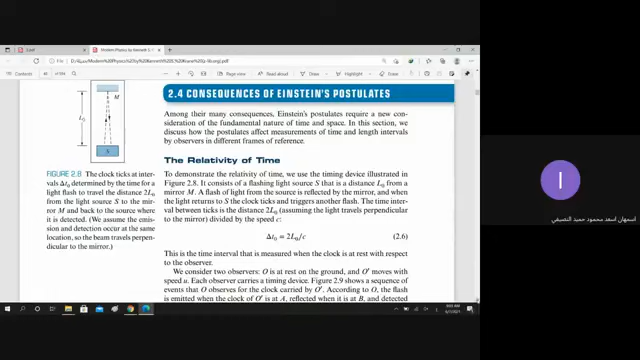 Modern Physics by Kenneth S. K
Page view
Read aloud
Draw
Highlight
Erase
2.4 CONSEQUENCES OF EINSTEIN'S POSTULATES
Among their many consequences, Einstein's postulates require a new con-
sideration of the fundamental nature of time and space. In this section, we
discuss how the postulates affect measurements of time and length intervals
by observers in different frames of reference.
M
L0
S
FIGURE 2.8 The clock ticks at inter-
vals Δt0 determined by the time for a
light flash to travel the distance 2L0
from the light source S to the mir-
ror M and back to the source where
it is detected. (We assume the emis-
sion and detection occur at the same
location, so the beam travels perpen-
dicular to the mirror.)
The Relativity of Time
To demonstrate the relativity of time, we use the timing device illustrated in
Figure 2.8. It consists of a flashing light source S that is a distance L0 from a
mirror M. A flash of light from the source is reflected by the mirror, and when
the light returns to S the clock ticks and triggers another flash. The time inter-
val between ticks is the distance 2L0 (assuming the light travels perpendicular
to the mirror) divided by the speed c:
Δt0 = 2L0/c (2.6)
This is the time interval that is measured when the clock is at rest with respect
to the observer.
We consider two observers: O is at rest on the ground, and O′ moves with
speed u. Each observer carries a timing device. Figure 2.9 shows a sequence of
events that O observes for the clock carried by O′. According to O, the flash
is emitted when the clock of O′ is at A, reflected when it is at B, and detected
I
اسمهان اسعد محمود حميد النصيفي